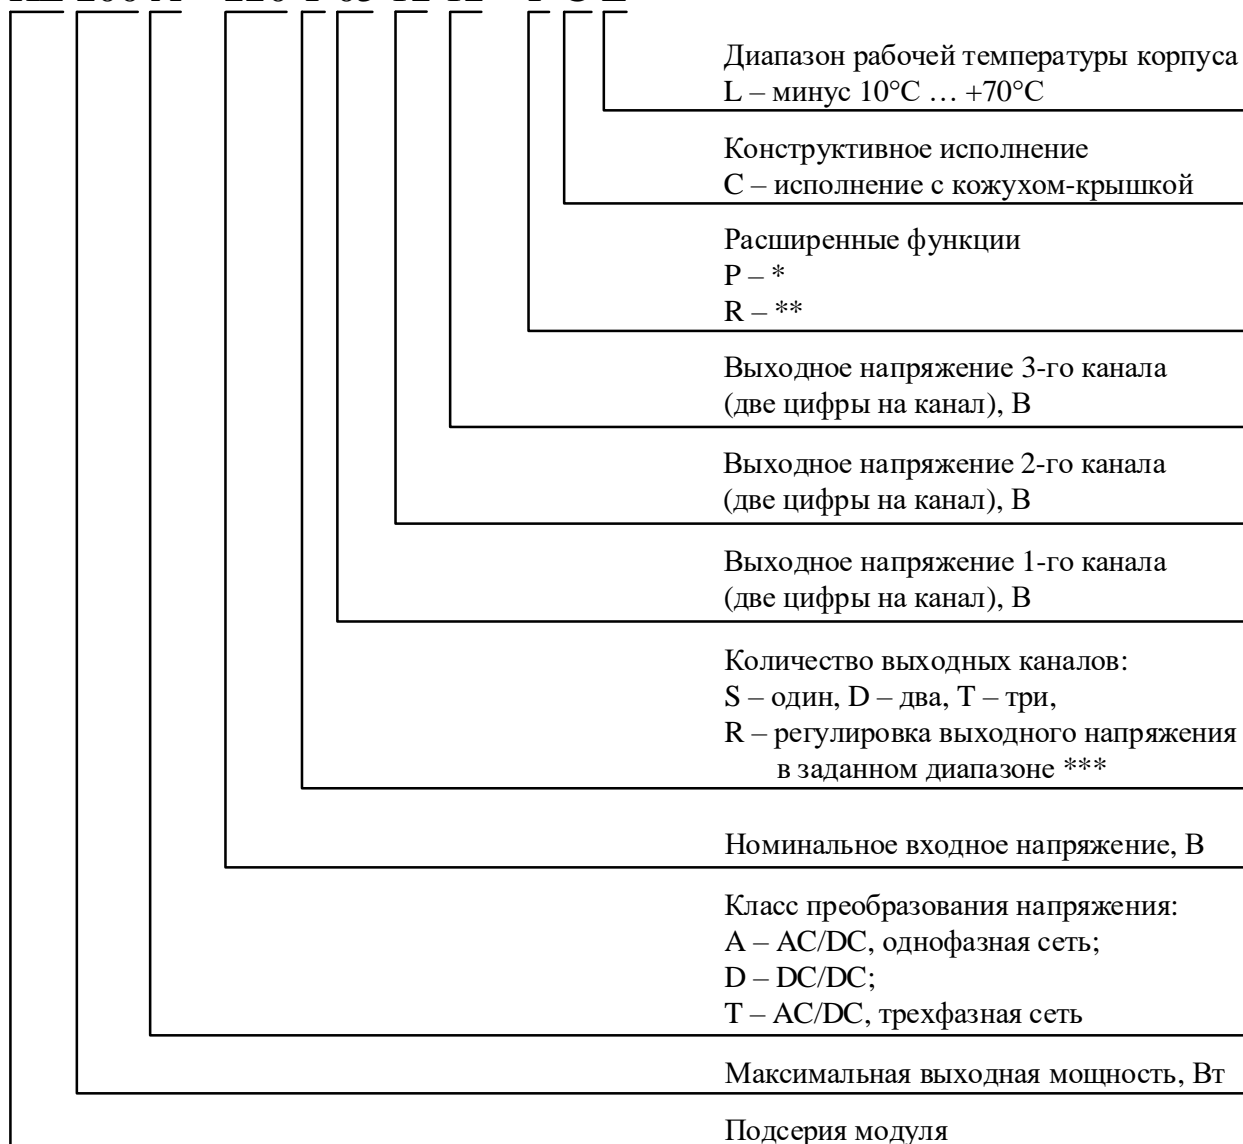 Диапазон рабочей температуры корпуса
L – минус 10°C … +70°C
Конструктивное исполнение
C – исполнение с кожухом-крышкой
Расширенные функции
P – *
R – **
Выходное напряжение 3-го канала
(две цифры на канал), В
Выходное напряжение 2-го канала
(две цифры на канал), В
Выходное напряжение 1-го канала
(две цифры на канал), В
Количество выходных каналов:
S – один, D – два, T – три,
R – регулировка выходного напряжения
в заданном диапазоне ***
Номинальное входное напряжение, В
Класс преобразования напряжения:
A – AC/DC, однофазная сеть;
D – DC/DC;
T – AC/DC, трехфазная сеть
Максимальная выходная мощность, Вт
Подсерия модуля